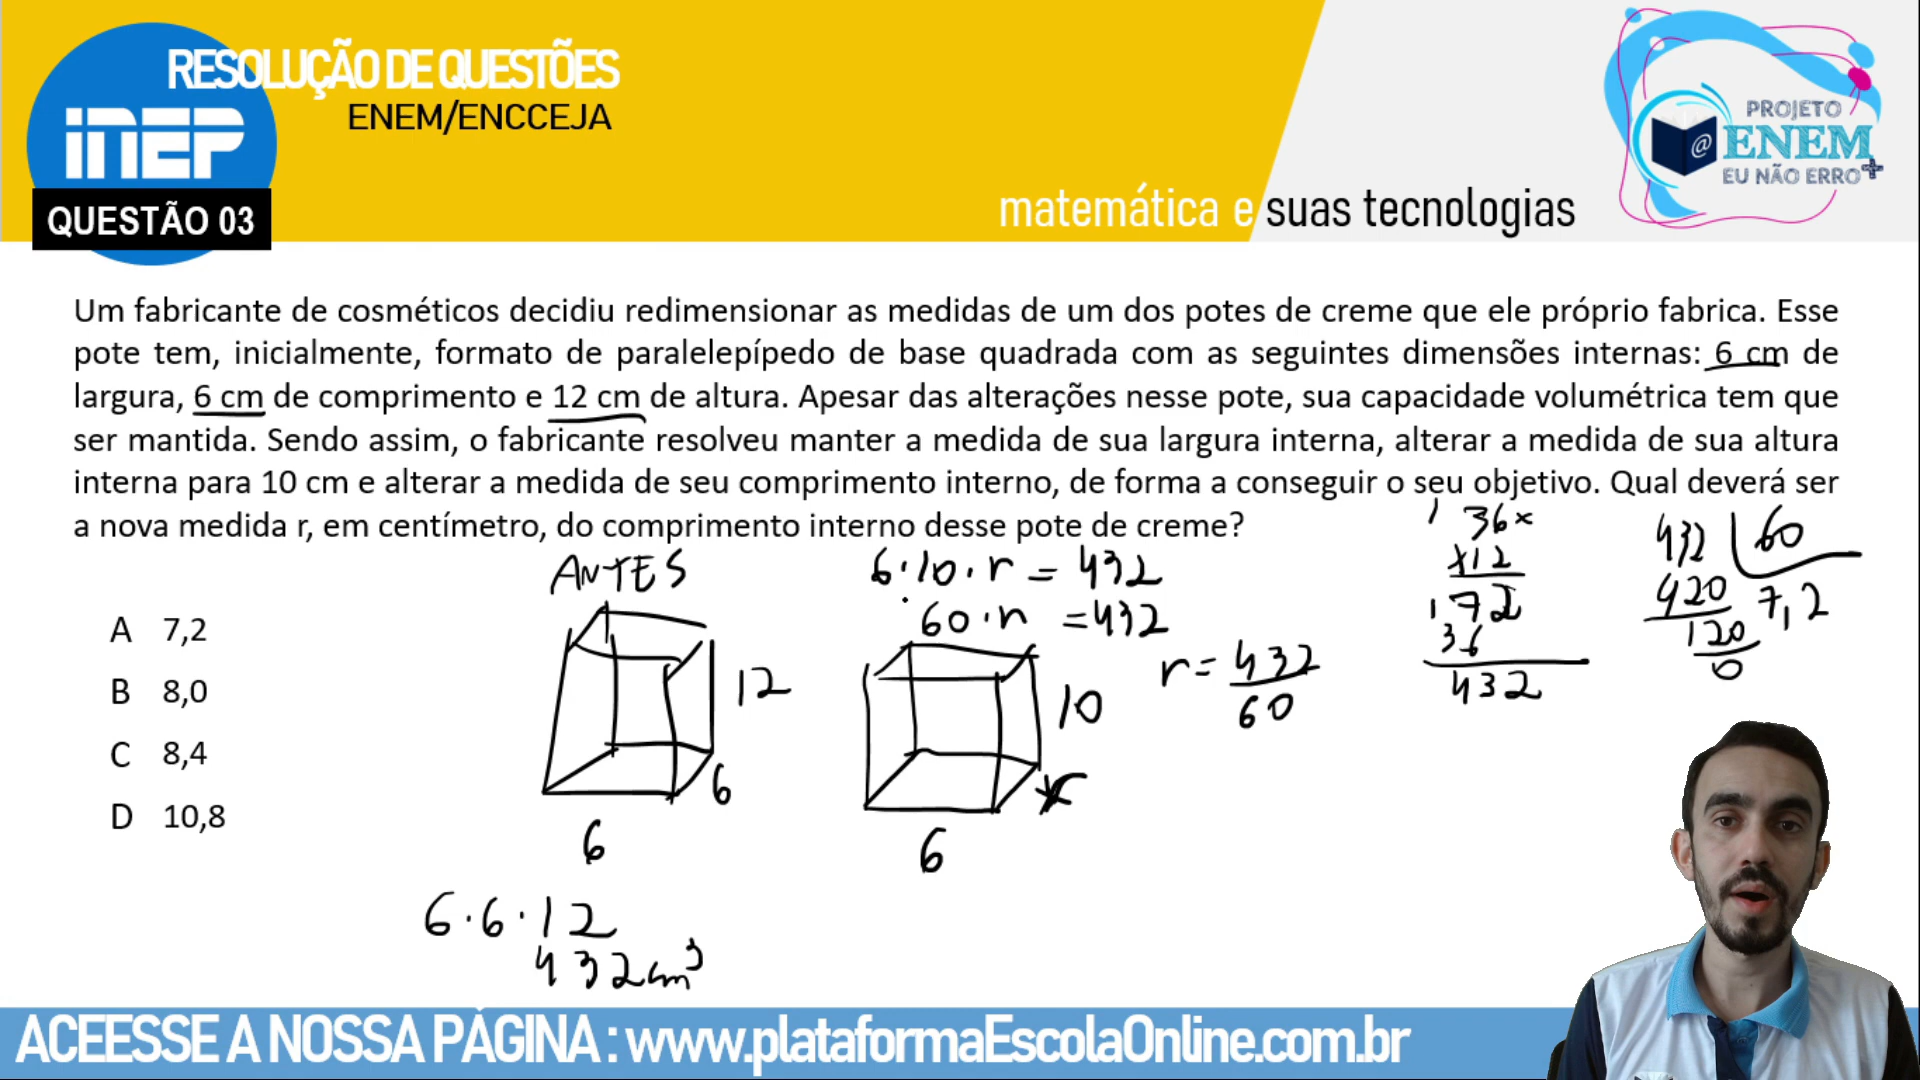 RESOLUÇÃO DE QUESTÕES
ENEM/ENCCEJA
INEP
QUESTÃO 03
matemática e suas tecnologias
PROJETO
@ ENEM+
EU NÃO ERRO
Um fabricante de cosméticos decidiu redimensionar as medidas de um dos potes de creme que ele próprio fabrica. Esse
pote tem, inicialmente, formato de paralelepípedo de base quadrada com as seguintes dimensões internas: 6 cm de
largura, 6 cm de comprimento e 12 cm de altura. Apesar das alterações nesse pote, sua capacidade volumétrica tem que
ser mantida. Sendo assim, o fabricante resolveu manter a medida de sua largura interna, alterar a medida de sua altura
interna para 10 cm e alterar a medida de seu comprimento interno, de forma a conseguir o seu objetivo. Qual deverá ser
a nova medida r, em centímetro, do comprimento interno desse pote de creme?
A 7,2
B 8,0
C 8,4
D 10,8
ANTES
12
6
6
6·6·12
432cm³
6·10·r = 432
60·r = 432
10
r
6
r = 432
60
1 36x
x12
172
36
432
432 60
420 7,2
120
0
ACEESSE A NOSSA PÁGINA : www.plataformaEscolaOnline.com.br